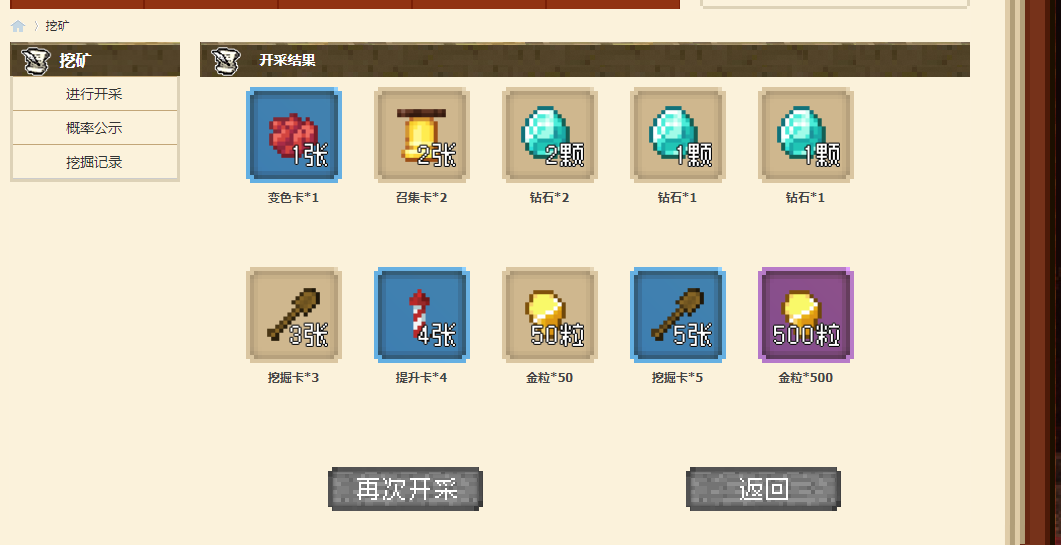 〉挖矿
挖矿
进行开采
概率公示
挖掘记录
开采结果
1张
2张
2颗
1颗
1颗
变色卡*1
召集卡*2
钻石*2
钻石*1
钻石*1
3张
4张
50粒
5张
500粒
挖掘卡*3
提升卡*4
金粒*50
挖掘卡*5
金粒*500
再次开采
返回